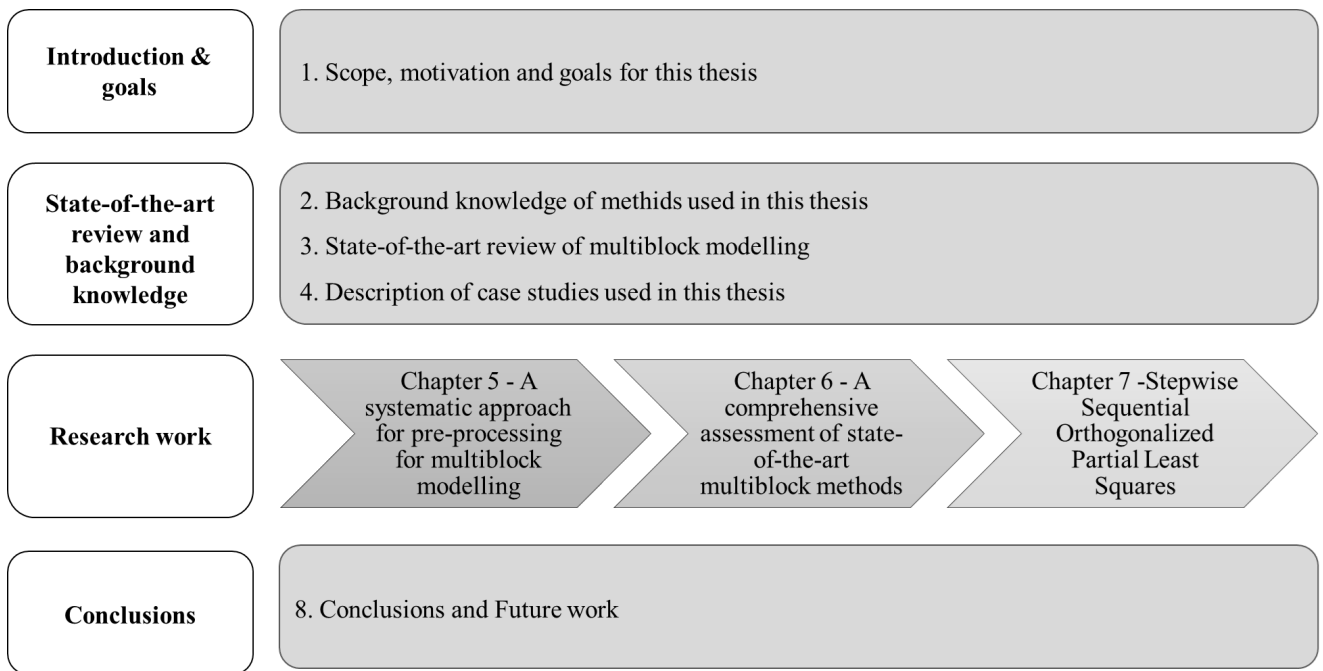 Introduction &
goals
1. Scope, motivation and goals for this thesis
State-of-the-art
review and
background
knowledge
2. Background knowledge of methids used in this thesis
3. State-of-the-art review of multiblock modelling
4. Description of case studies used in this thesis
Research work
Chapter 5 - A
systematic approach
for pre-processing
for multiblock
modelling
Chapter 6 - A
comprehensive
assessment of state-
of-the-art
multiblock methods
Chapter 7 -Stepwise
Sequential
Orthogonalized
Partial Least
Squares
Conclusions
8. Conclusions and Future work